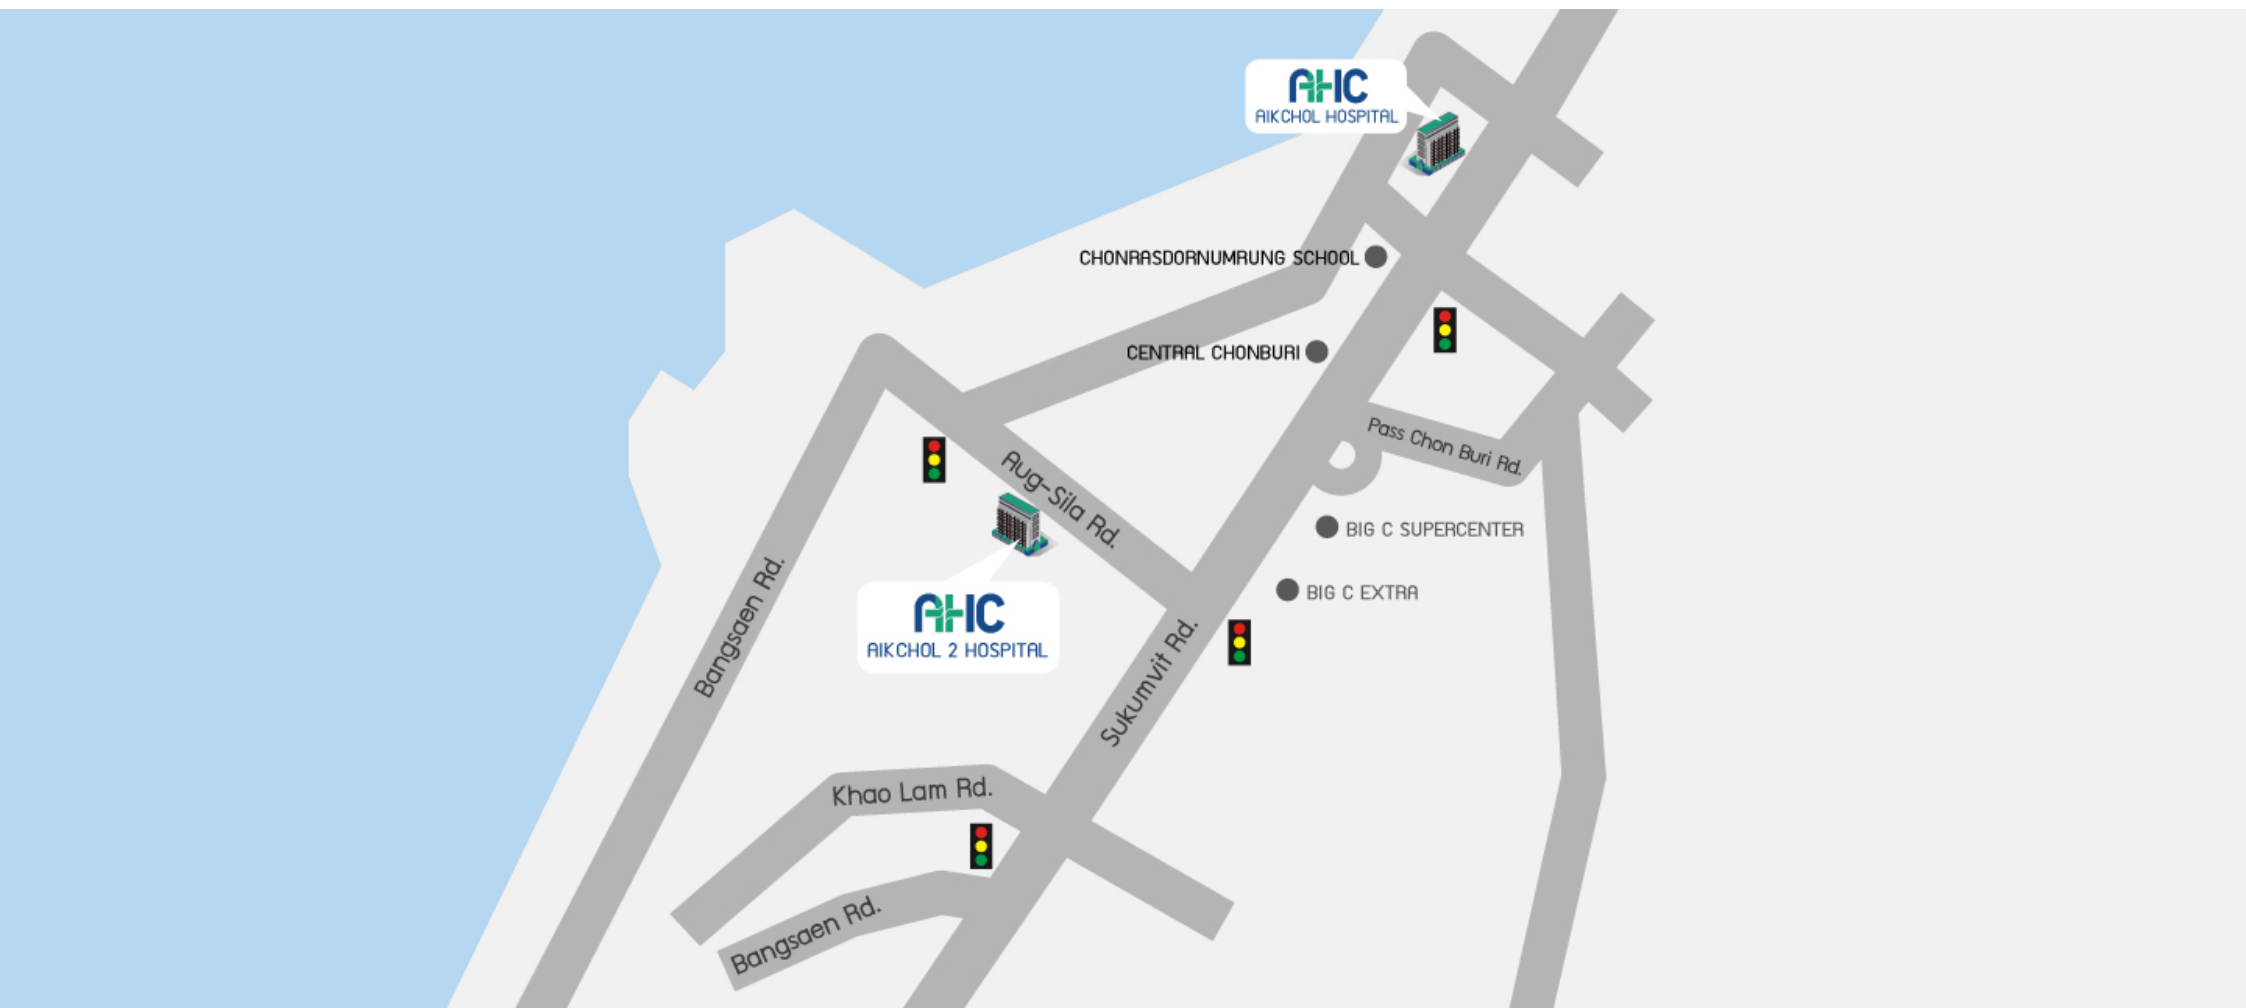 AHC
AIKCHOL HOSPITAL
CHONRASDORNUMRUNG SCHOOL
CENTRAL CHONBURI
Pass Chon Buri Rd.
Aug-Sila Rd.
BIG C SUPERCENTER
BIG C EXTRA
AHC
AIKCHOL 2 HOSPITAL
Bangsaen Rd.
Sukumvit Rd.
Khao Lam Rd.
Bangsaen Rd.